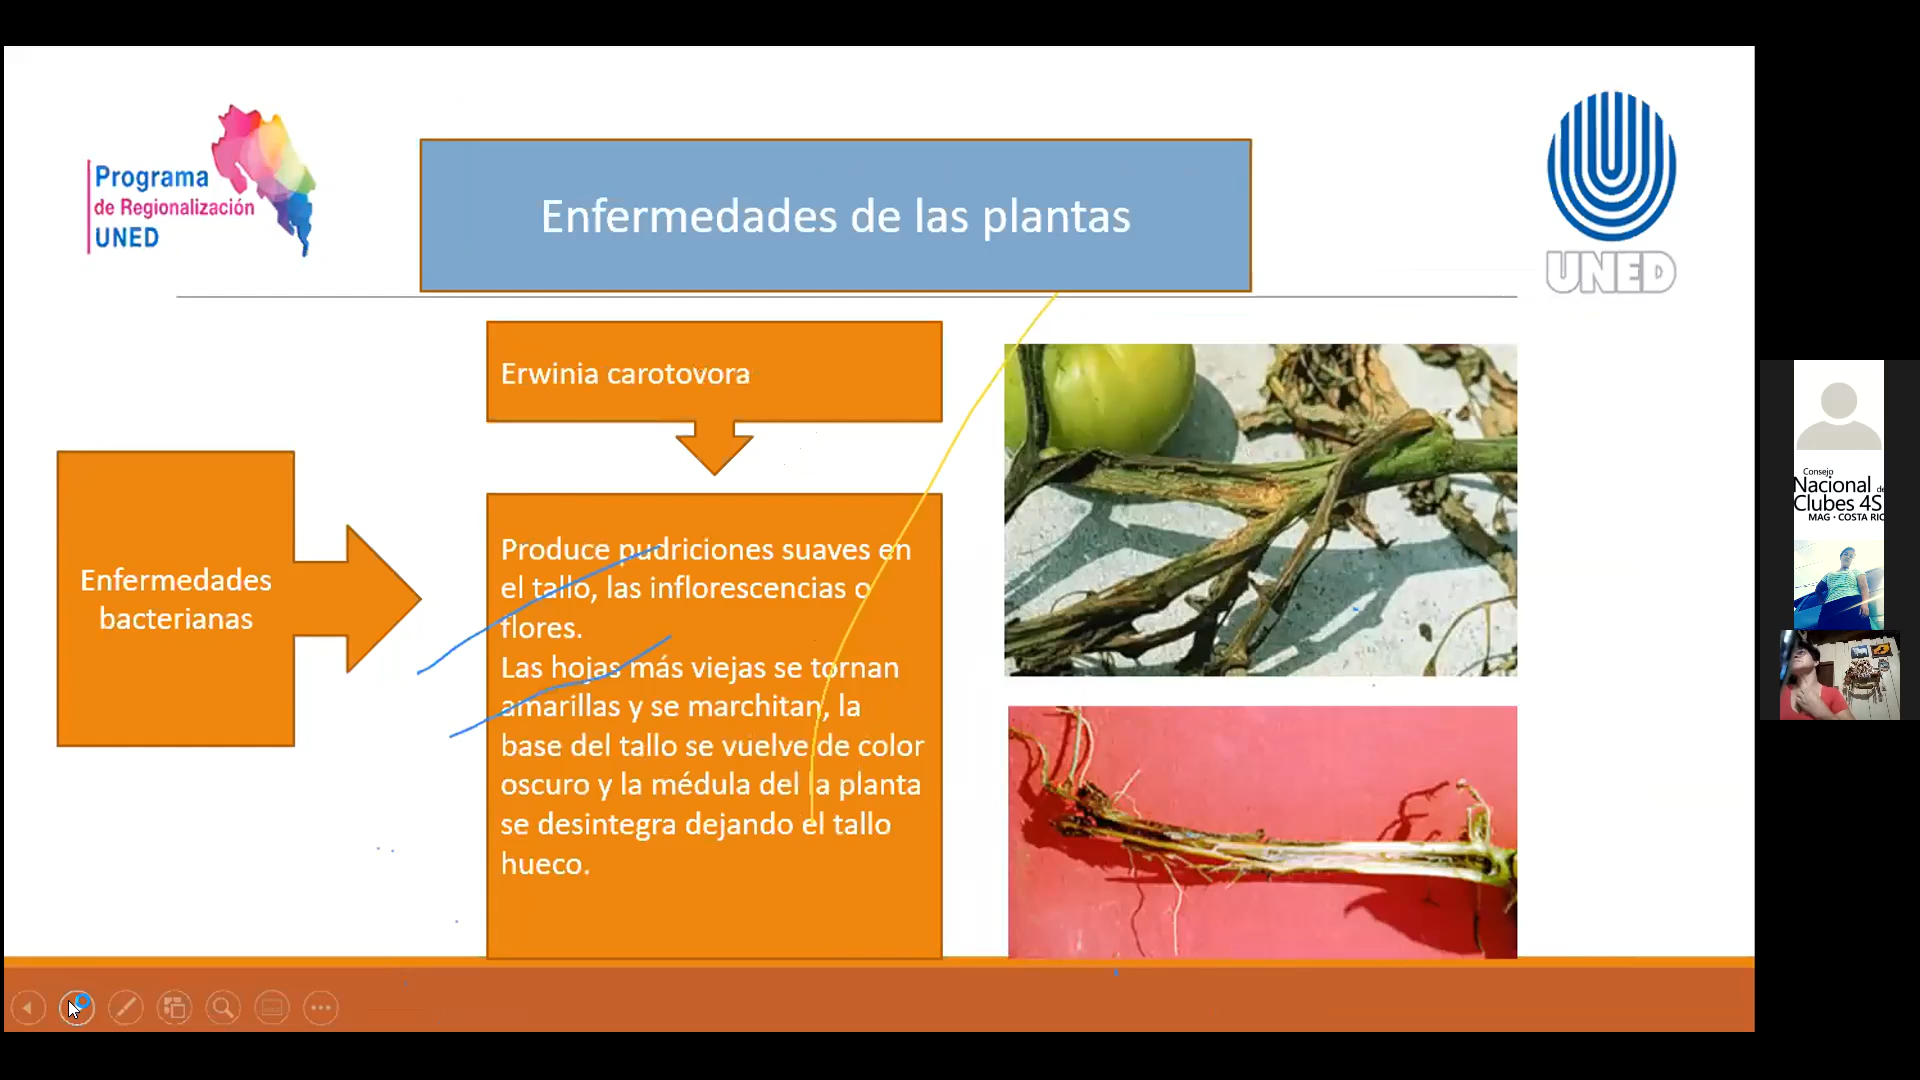 Programa
de Regionalización
UNED
Enfermedades de las plantas
UNED
Erwinia carotovora
Enfermedades
bacterianas
Produce pudriciones suaves en
el tallo, las inflorescencias o
flores.
Las hojas más viejas se tornan
amarillas y se marchitan, la
base del tallo se vuelve de color
oscuro y la médula del la planta
se desintegra dejando el tallo
hueco.
Consejo
Nacional de
Clubes 4S
MAG · COSTA RIC